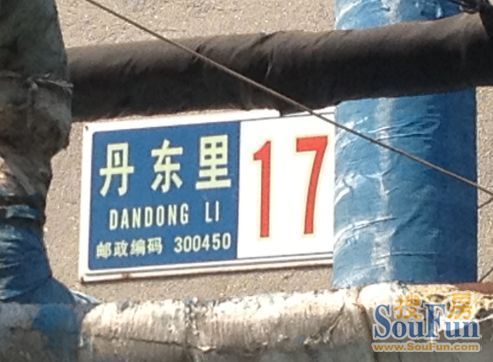 丹东里
DANDONG LI
邮政编码 300450
17
搜房
SouFun
www.SouFun.com